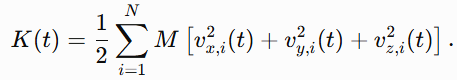 K(t) = \frac{1}{2} \sum_{i=1}^{N} M \left[ v_{x,i}^{2}(t) + v_{y,i}^{2}(t) + v_{z,i}^{2}(t) \right] .